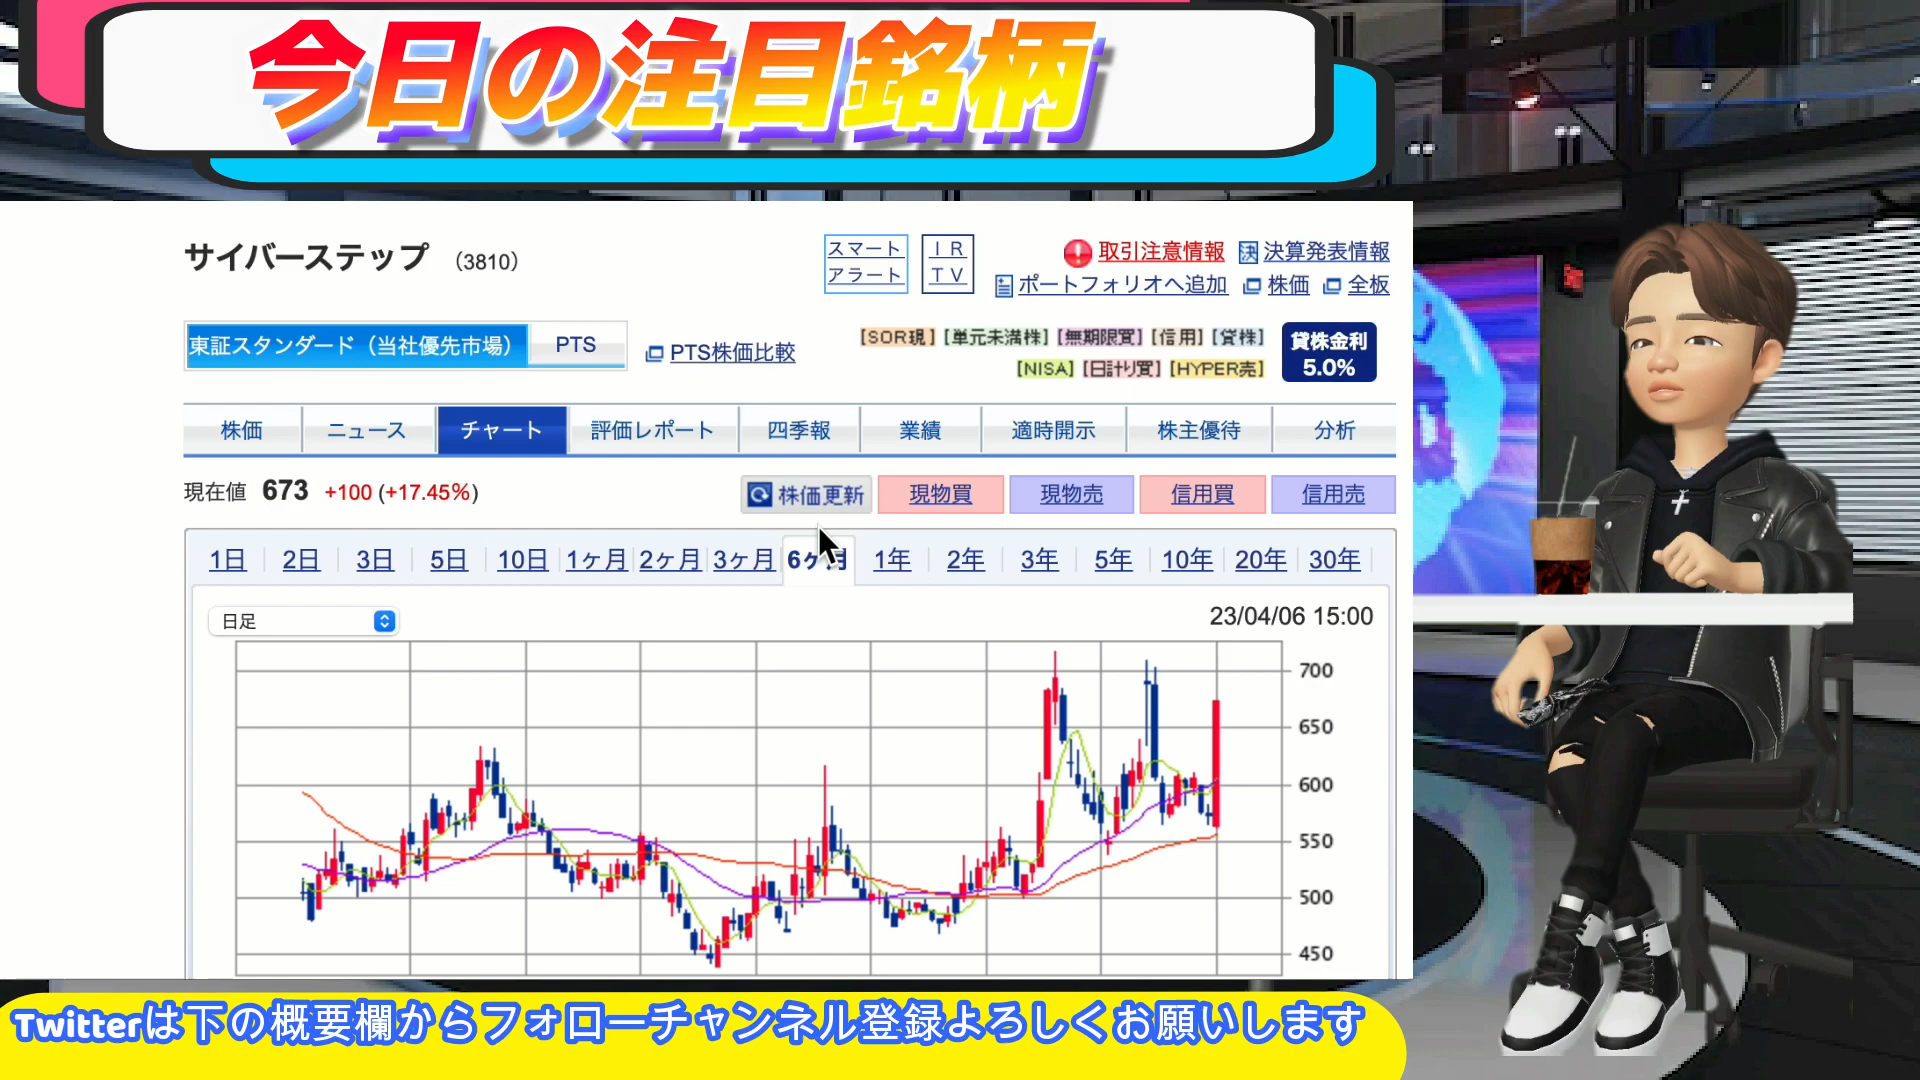 今日の注目銘柄
サイバーステップ （3810）
スマート
アラート
ＩＲ
ＴＶ
取引注意情報 決 決算発表情報
ポートフォリオへ追加 株価 全板
東証スタンダード（当社優先市場） PTS
PTS株価比較
[SOR現] [単元未満株] [無期限買] [信用] [貸株]
[NISA] [日計り買] [HYPER売]
貸株金利
5.0%
株価 ニュース チャート 評価レポート 四季報 業績 適時開示 株主優待 分析
現在値 673 +100 (+17.45%)
株価更新 現物買 現物売 信用買 信用売
1日 2日 3日 5日 10日 1ヶ月 2ヶ月 3ヶ月 6ヶ月 1年 2年 3年 5年 10年 20年 30年
日足
23/04/06 15:00
700
650
600
550
500
450
Twitterは下の概要欄からフォローチャンネル登録よろしくお願いします